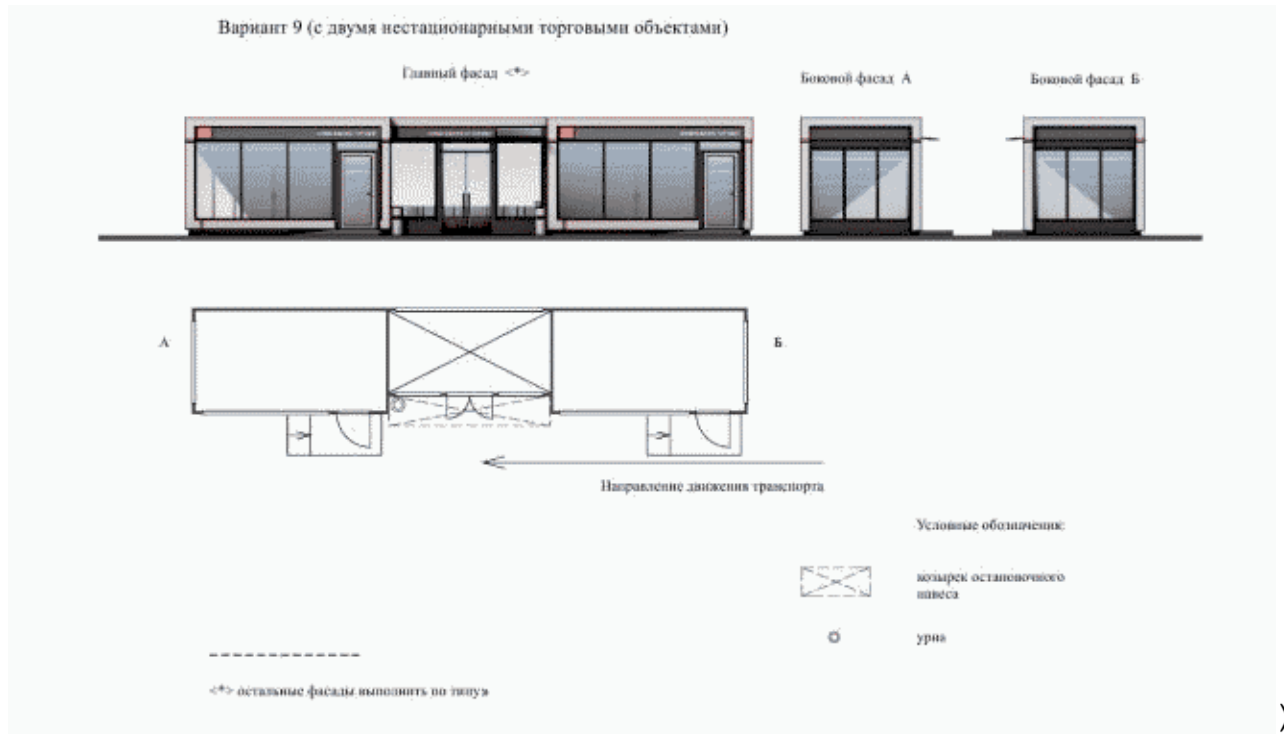 Вариант 9 (с двумя нестационарными торговыми объектами)
Главный фасад <*>
Боковой фасад А
Боковой фасад Б
А
Б
Направление движения транспорта
Условные обозначения:
козырек остановочного
навеса
урна
<*> остальные фасады выполнить по типу»
)